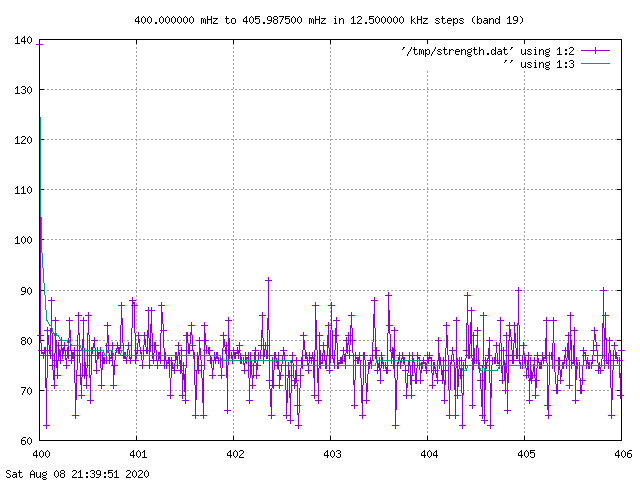 400.000000 mHz to 405.987500 mHz in 12.500000 kHz steps (band 19)
'/tmp/strength.dat' using 1:2
'' using 1:3
140
130
120
110
100
90
80
70
60
400 401 402 403 404 405 406
Sat Aug 08 21:39:51 2020